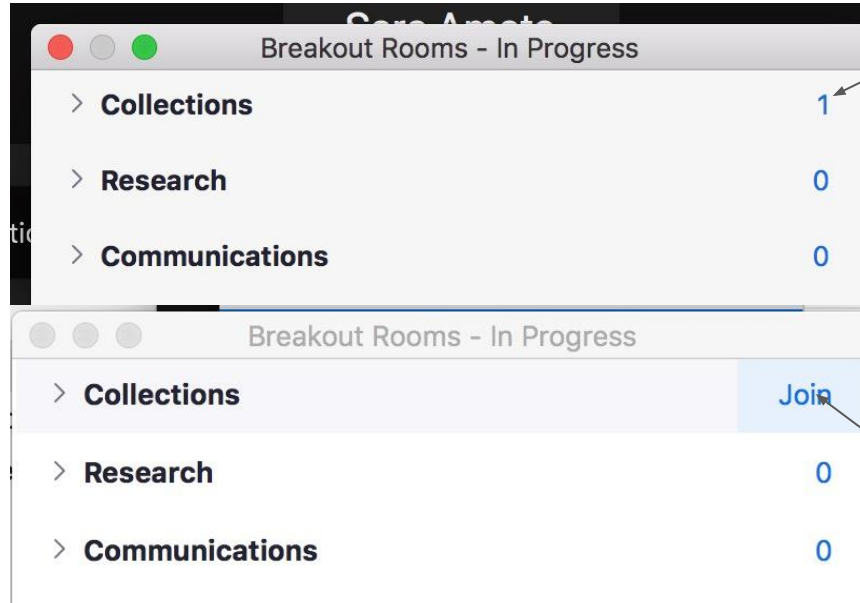 Breakout Rooms - In Progress
Collections 1
Research 0
Communications 0
Breakout Rooms - In Progress
Collections Join
Research 0
Communications 0